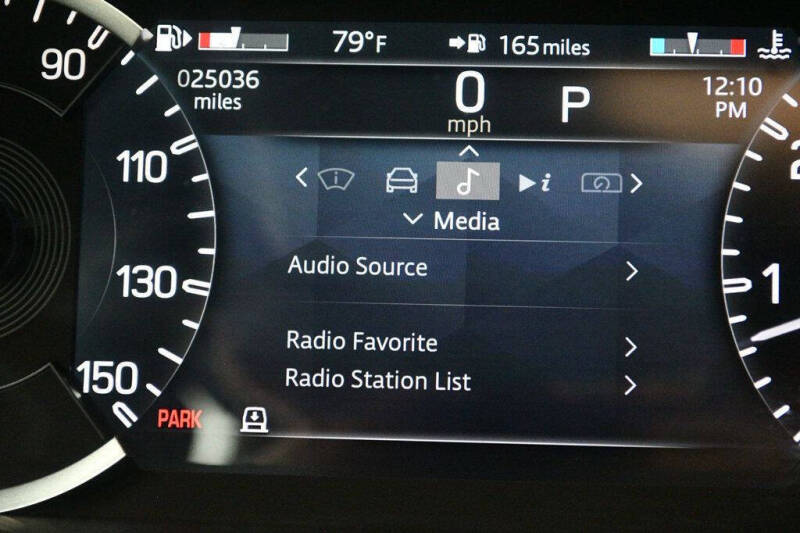 79°F
165 miles
90
025036
miles
0
mph
P
12:10
PM
110
Media
Audio Source
130
1
Radio Favorite
Radio Station List
150
PARK